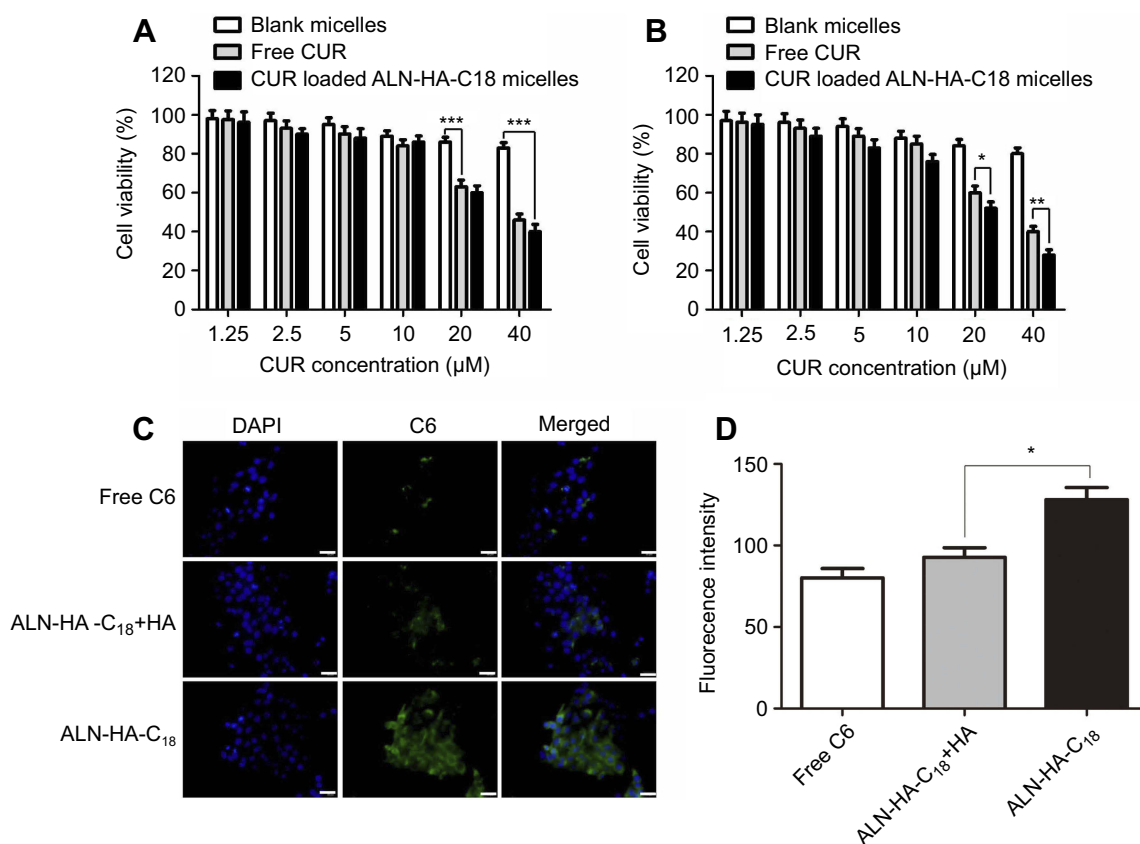 A
Blank micelles
Free CUR
CUR loaded ALN-HA-C18 micelles
Cell viability (%)
120
100
80
60
40
20
0
***
***
1.25 2.5 5 10 20 40
CUR concentration (µM)
B
Blank micelles
Free CUR
CUR loaded ALN-HA-C18 micelles
Cell viability (%)
120
100
80
60
40
20
0
*
**
1.25 2.5 5 10 20 40
CUR concentration (µM)
C
DAPI C6 Merged
Free C6
ALN-HA -C18+HA
ALN-HA-C18
D
Fluorecence intensity
150
100
50
0
*
Free C6
ALN-HA-C18+HA
ALN-HA-C18